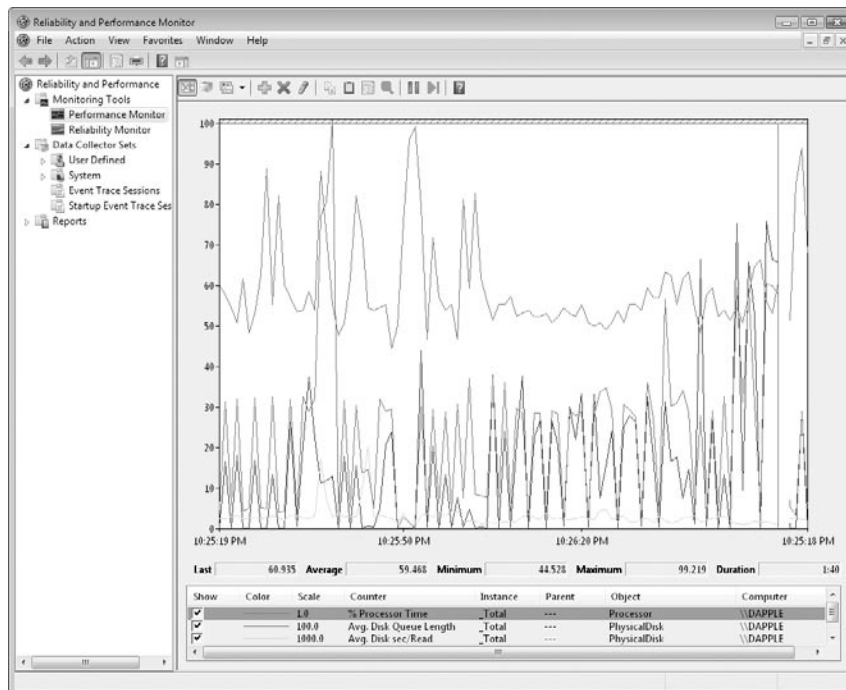 Reliability and Performance Monitor
File Action View Favorites Window Help
Reliability and Performance
Monitoring Tools
Performance Monitor
Reliability Monitor
Data Collector Sets
User Defined
System
Event Trace Sessions
Startup Event Trace Ses
Reports
100
90
80
70
60
50
40
30
20
10
0
10:25:19 PM 10:25:50 PM 10:26:20 PM 10:25:18 PM
Last 60.935 Average 59.468 Minimum 44.528 Maximum 99.219 Duration 1:40
Show Color Scale Counter Instance Parent Object Computer
1.0 % Processor Time _Total --- Processor \\DAPPLE
100.0 Avg. Disk Queue Length _Total --- PhysicalDisk \\DAPPLE
1000.0 Avg. Disk sec/Read _Total --- PhysicalDisk \\DAPPLE